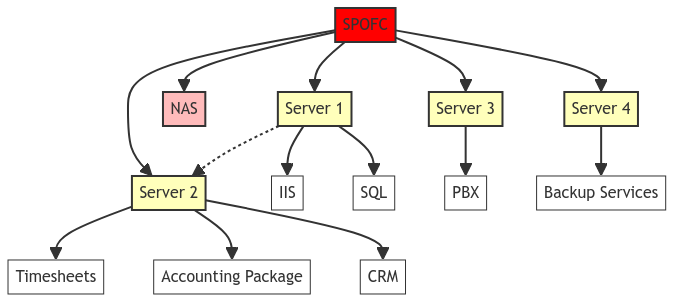 SPOFC
NAS
Server 1
Server 3
Server 4
Server 2
IIS
SQL
PBX
Backup Services
Timesheets
Accounting Package
CRM